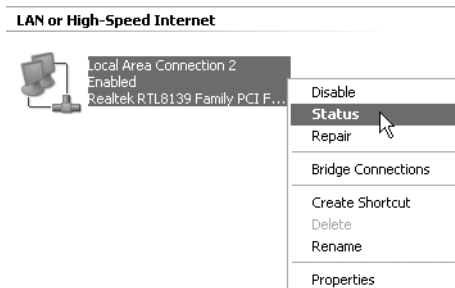 LAN or High-Speed Internet
Local Area Connection 2
Enabled
Realtek RTL8139 Family PCI F...
Disable
Status
Repair
Bridge Connections
Create Shortcut
Delete
Rename
Properties